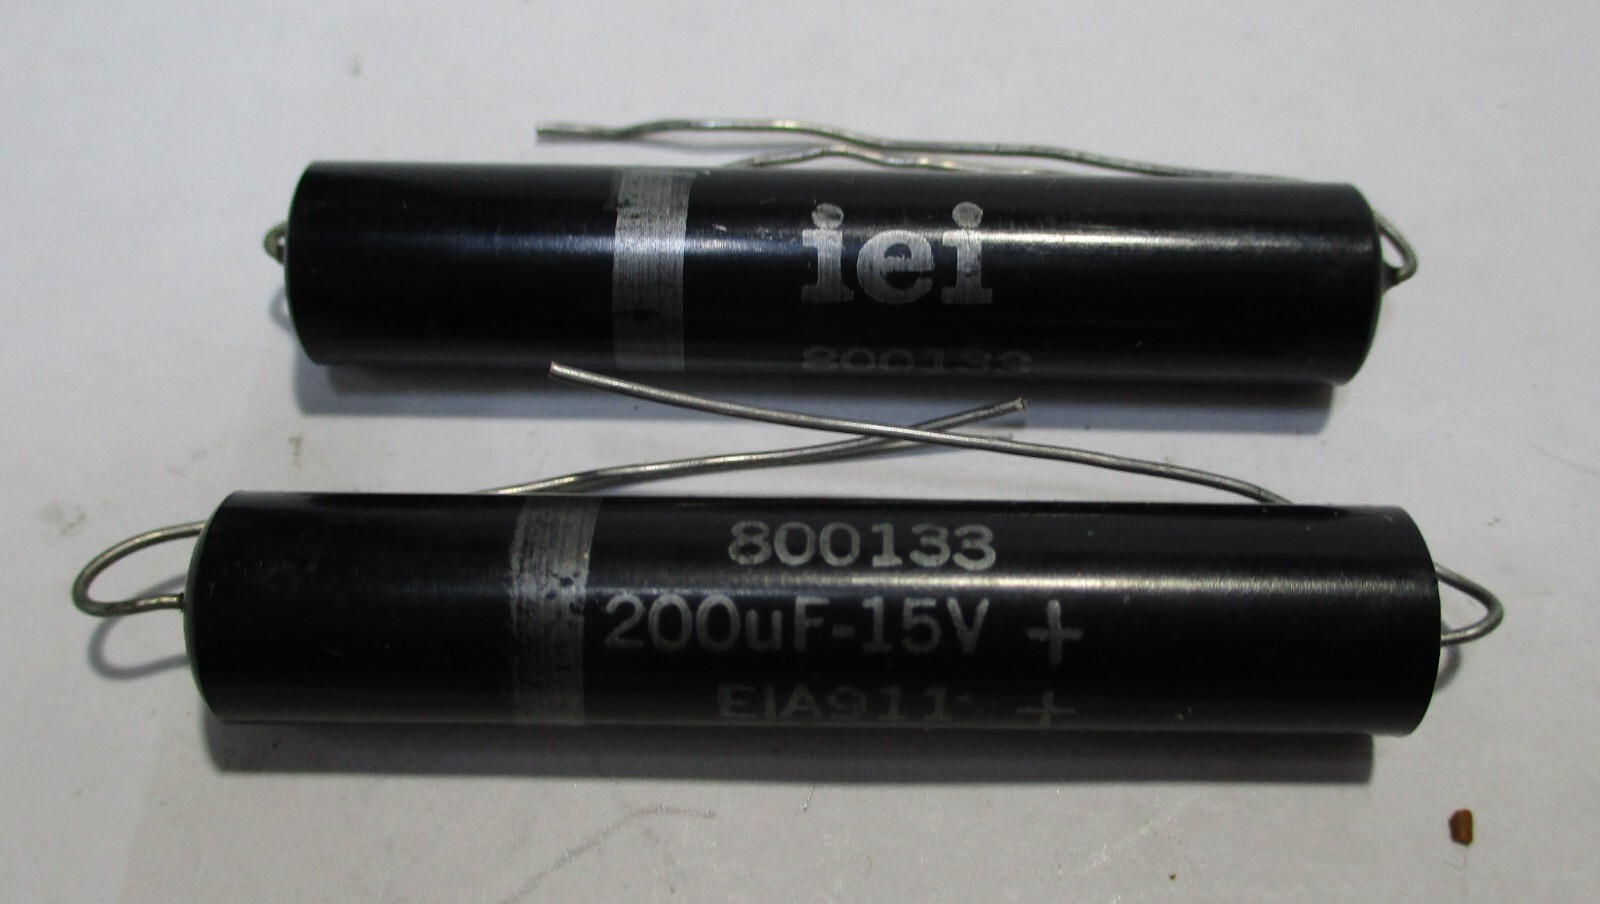 iei
800133
800133
200uF-15V +
EIA911 +